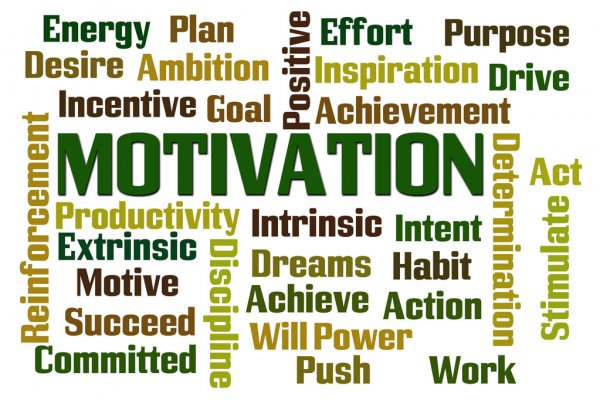 Energy Plan Positive Effort Purpose
Desire Ambition Inspiration Drive
Incentive Goal Achievement
MOTIVATION
Reinforcement
Determination
Act
Stimulate
Productivity Intrinsic Intent
Extrinsic
Discipline
Dreams Habit
Motive
Achieve Action
Succeed
Will Power
Committed
Push Work